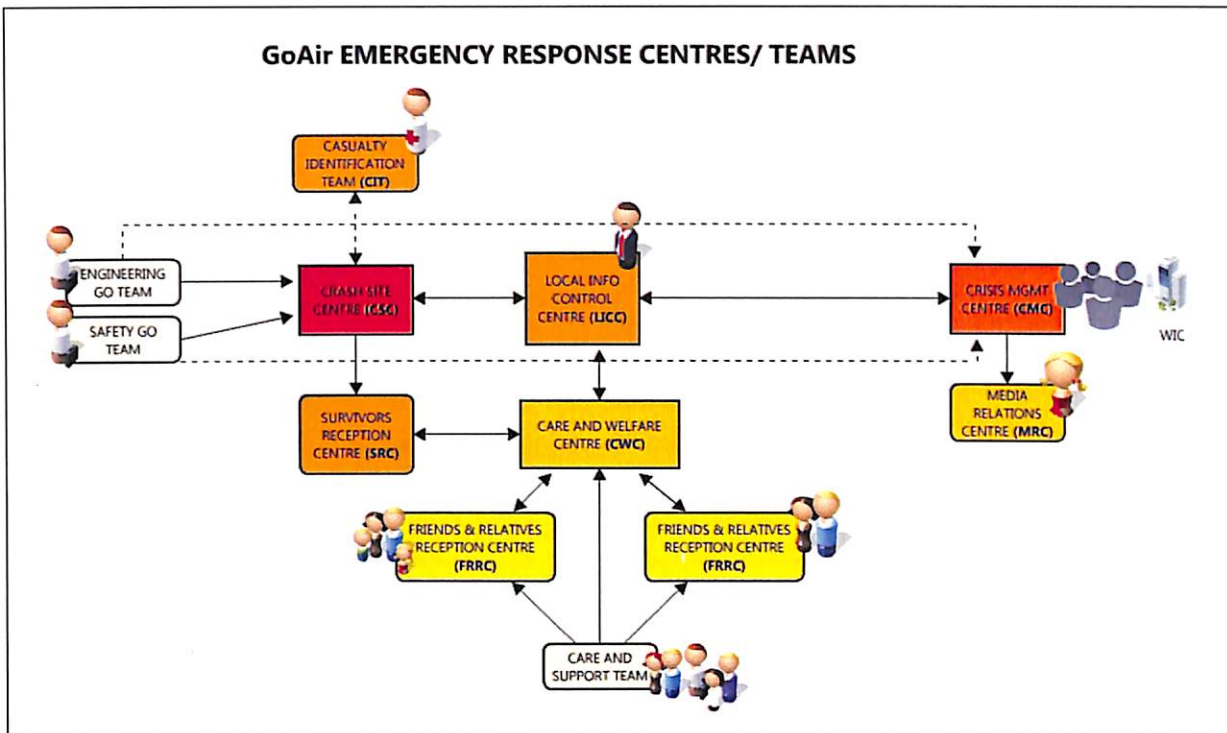 GoAir EMERGENCY RESPONSE CENTRES/ TEAMS
CASUALTY
IDENTIFICATION
TEAM (CIT)
ENGINEERING
GO TEAM
SAFETY GO
TEAM
CRASH SITE
CENTRE (CSC)
LOCAL INFO
CONTROL
CENTRE (LICC)
CRISIS MGMT
CENTRE (CMC)
WIC
SURVIVORS
RECEPTION
CENTRE (SRC)
CARE AND WELFARE
CENTRE (CWC)
MEDIA
RELATIONS
CENTRE (MRC)
FRIENDS & RELATIVES
RECEPTION CENTRE
(FRRC)
FRIENDS & RELATIVES
RECEPTION CENTRE
(FRRC)
CARE AND
SUPPORT TEAM